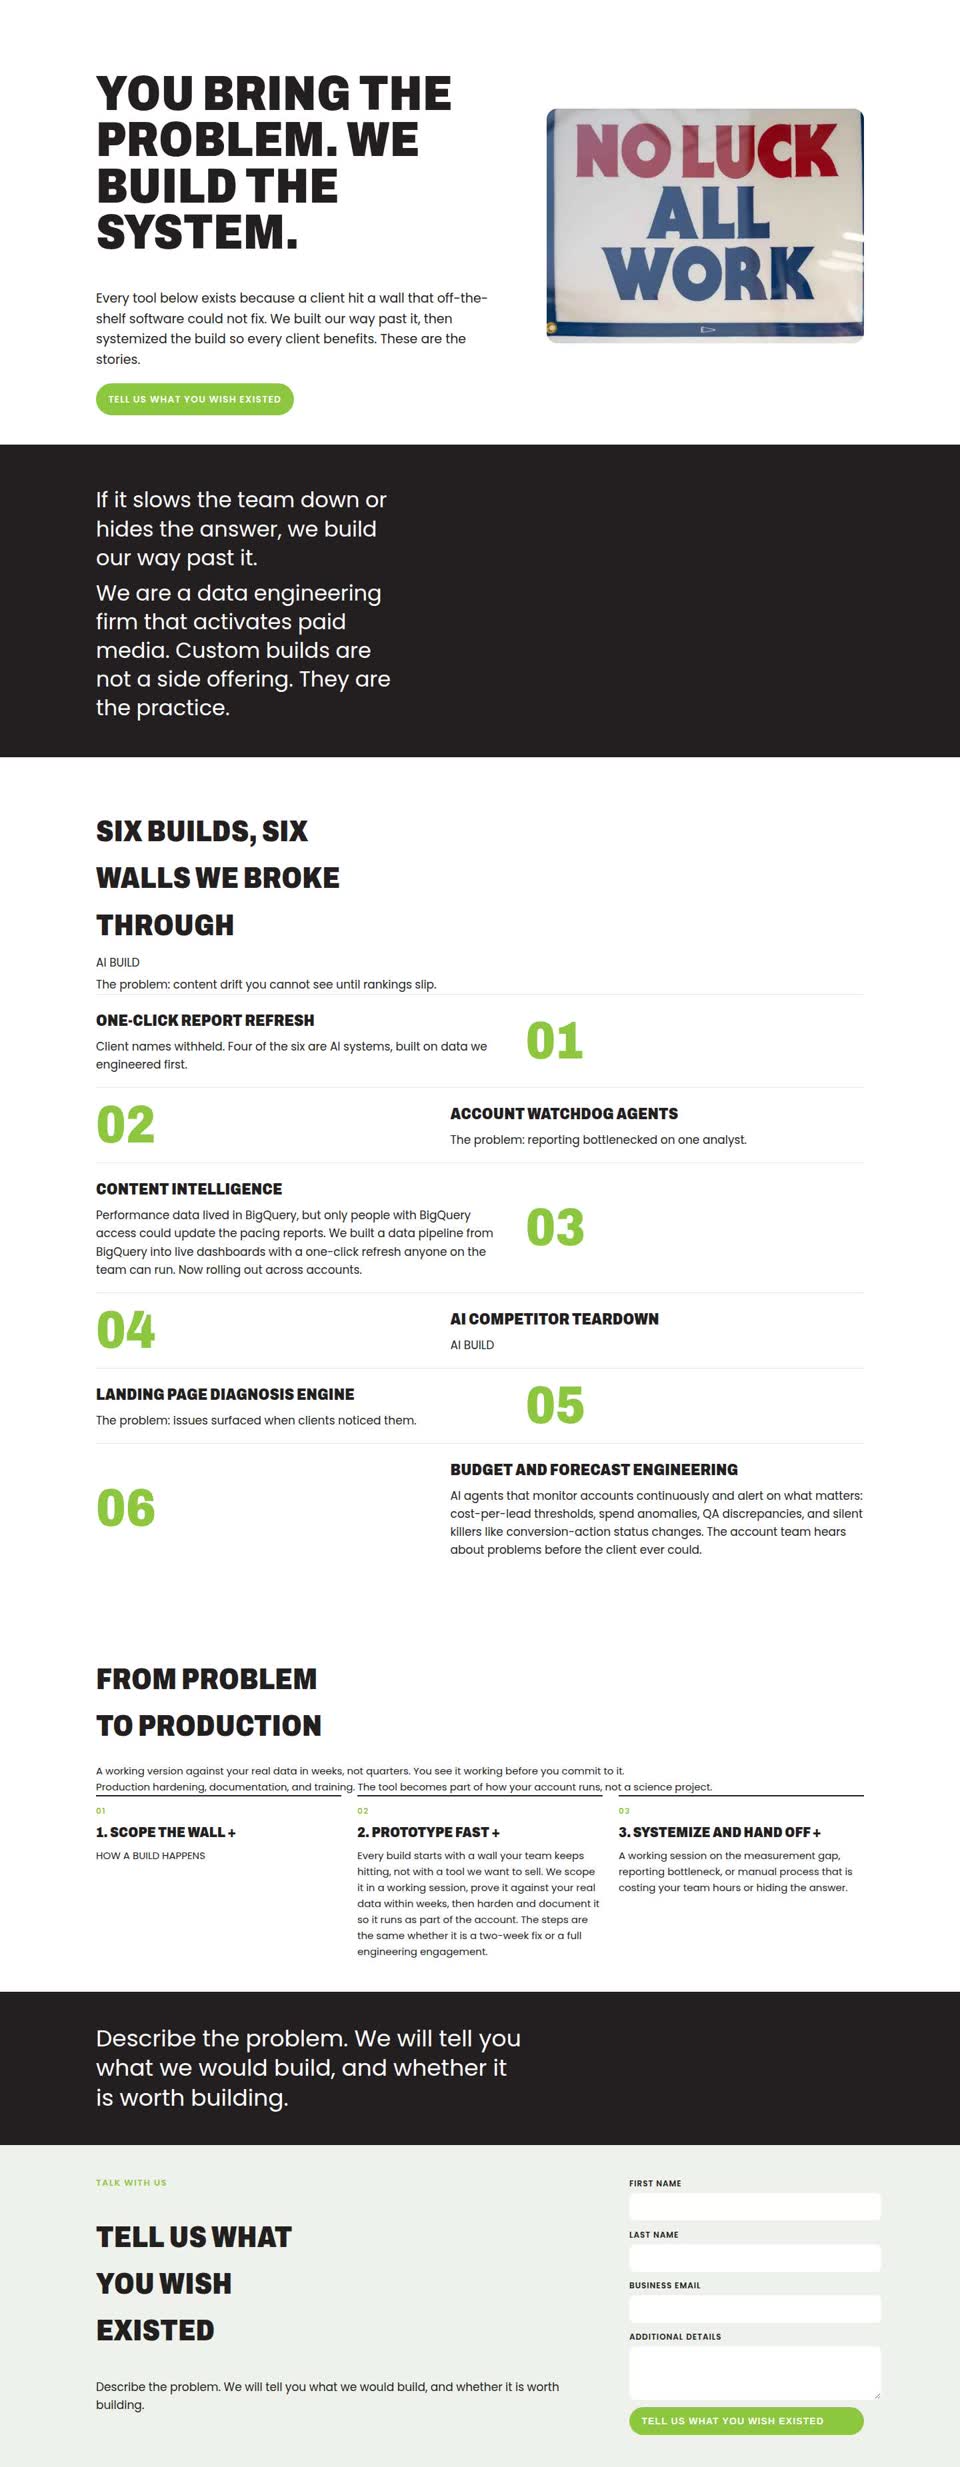 YOU BRING THE
PROBLEM. WE
BUILD THE
SYSTEM.
Every tool below exists because a client hit a wall that off-the-
shelf software could not fix. We built our way past it, then
systemized the build so every client benefits. These are the
stories.
TELL US WHAT YOU WISH EXISTED
NO LUCK
ALL
WORK
If it slows the team down or
hides the answer, we build
our way past it.
We are a data engineering
firm that activates paid
media. Custom builds are
not a side offering. They are
the practice.
SIX BUILDS, SIX
WALLS WE BROKE
THROUGH
AI BUILD
The problem: content drift you cannot see until rankings slip.
ONE-CLICK REPORT REFRESH
Client names withheld. Four of the six are AI systems, built on data we
engineered first.
01
02
ACCOUNT WATCHDOG AGENTS
The problem: reporting bottlenecked on one analyst.
CONTENT INTELLIGENCE
Performance data lived in BigQuery, but only people with BigQuery
access could update the pacing reports. We built a data pipeline from
BigQuery into live dashboards with a one-click refresh anyone on the
team can run. Now rolling out across accounts.
03
04
AI COMPETITOR TEARDOWN
AI BUILD
LANDING PAGE DIAGNOSIS ENGINE
The problem: issues surfaced when clients noticed them.
05
06
BUDGET AND FORECAST ENGINEERING
AI agents that monitor accounts continuously and alert on what matters:
cost-per-lead thresholds, spend anomalies, QA discrepancies, and silent
killers like conversion-action status changes. The account team hears
about problems before the client ever could.
FROM PROBLEM
TO PRODUCTION
A working version against your real data in weeks, not quarters. You see it working before you commit to it.
Production hardening, documentation, and training. The tool becomes part of how your account runs, not a science project.
01
1. SCOPE THE WALL +
HOW A BUILD HAPPENS
02
2. PROTOTYPE FAST +
Every build starts with a wall your team keeps
hitting, not with a tool we want to sell. We scope
it in a working session, prove it against your real
data within weeks, then harden and document it
so it runs as part of the account. The steps are
the same whether it is a two-week fix or a full
engineering engagement.
03
3. SYSTEMIZE AND HAND OFF +
A working session on the measurement gap,
reporting bottleneck, or manual process that is
costing your team hours or hiding the answer.
Describe the problem. We will tell you
what we would build, and whether it
is worth building.
TALK WITH US
TELL US WHAT
YOU WISH
EXISTED
Describe the problem. We will tell you what we would build, and whether it is worth
building.
FIRST NAME
LAST NAME
BUSINESS EMAIL
ADDITIONAL DETAILS
TELL US WHAT YOU WISH EXISTED